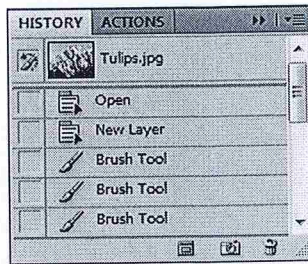 HISTORY ACTIONS
Tulips.jpg
Open
New Layer
Brush Tool
Brush Tool
Brush Tool